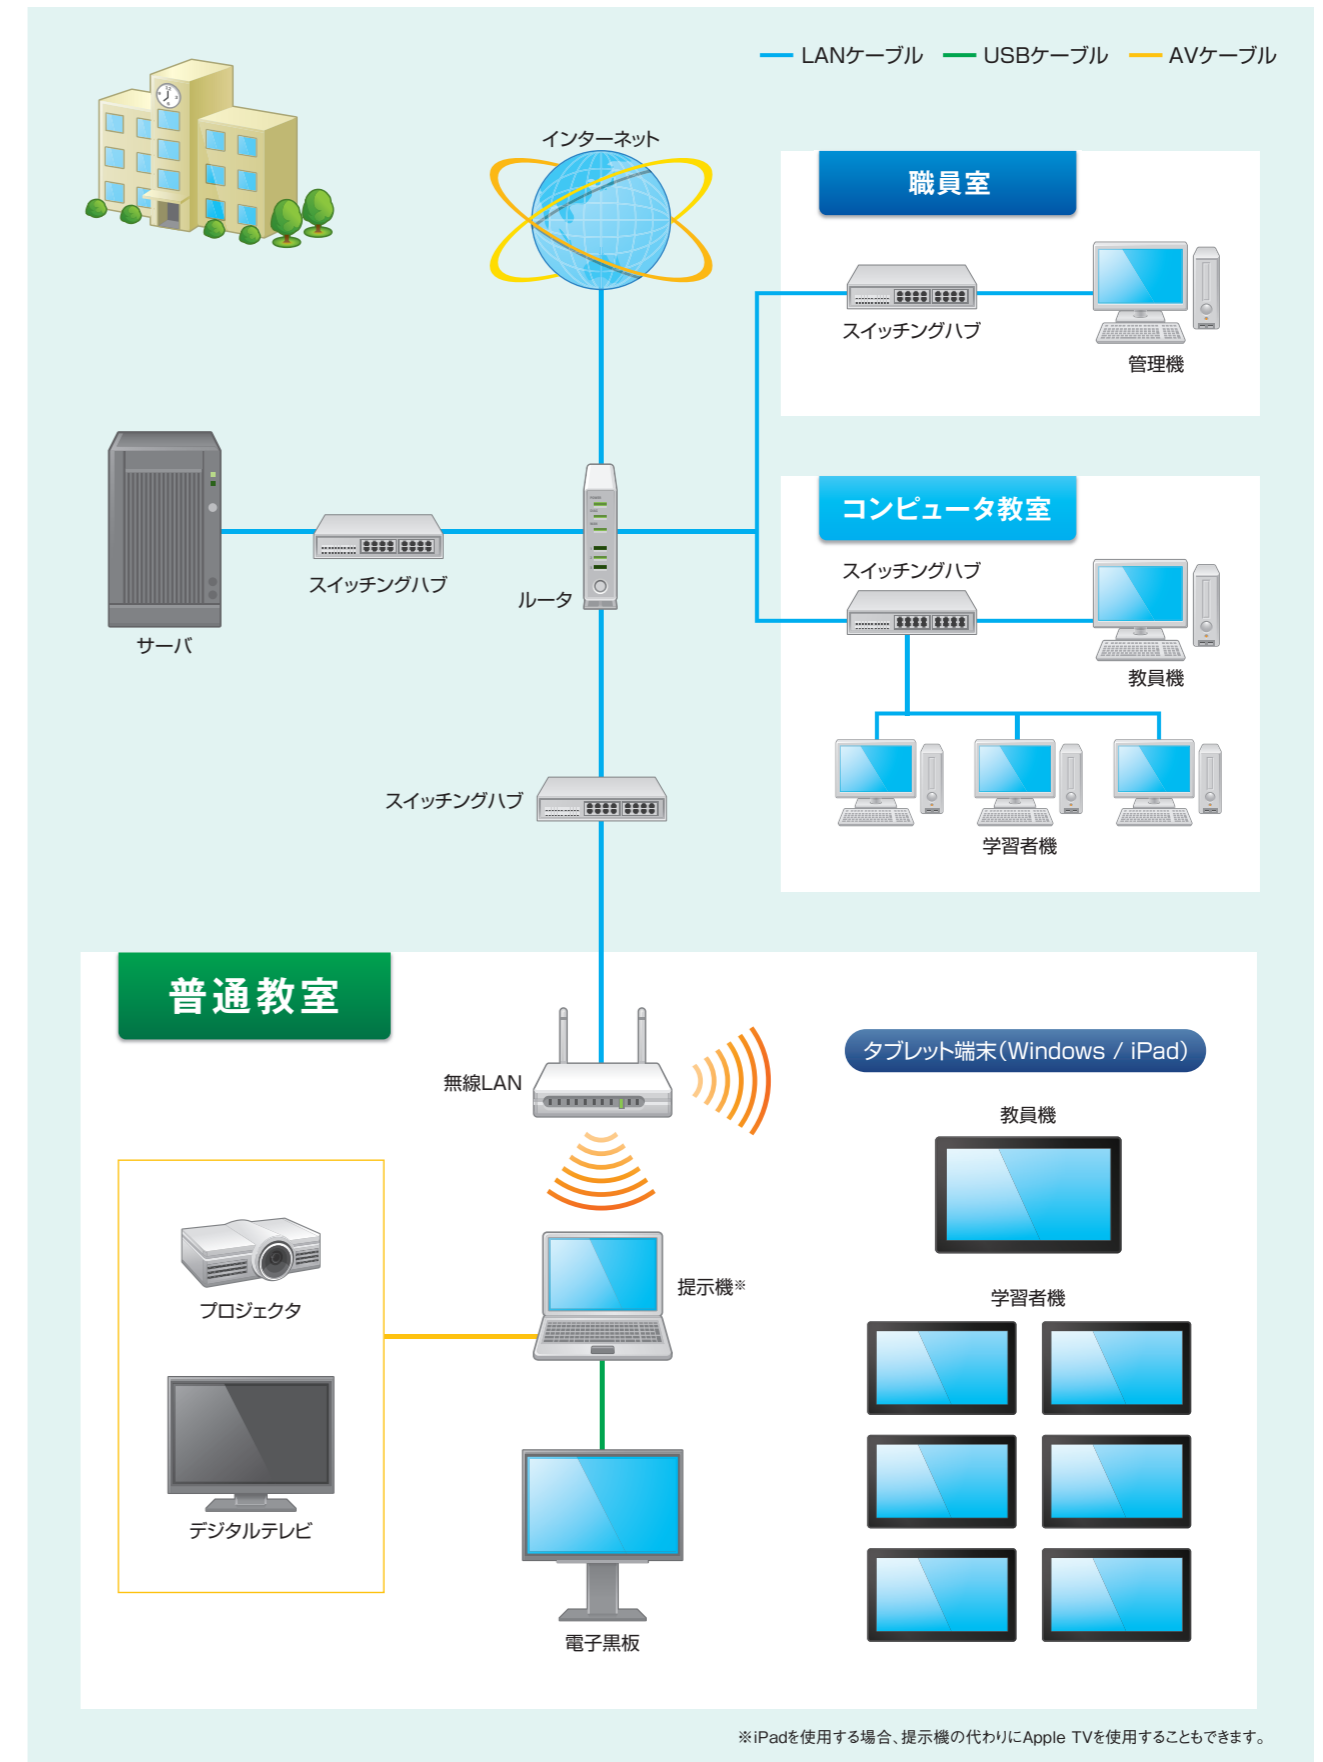 LANケーブル USBケーブル AVケーブル
インターネット
職員室
スイッチングハブ
管理機
サーバ
スイッチングハブ
ルータ
コンピュータ教室
スイッチングハブ
教員機
学習者機
スイッチングハブ
普通教室
無線LAN
タブレット端末(Windows / iPad)
教員機
プロジェクタ
提示機※
学習者機
デジタルテレビ
電子黒板
※iPadを使用する場合、提示機の代わりにApple TVを使用することもできます。